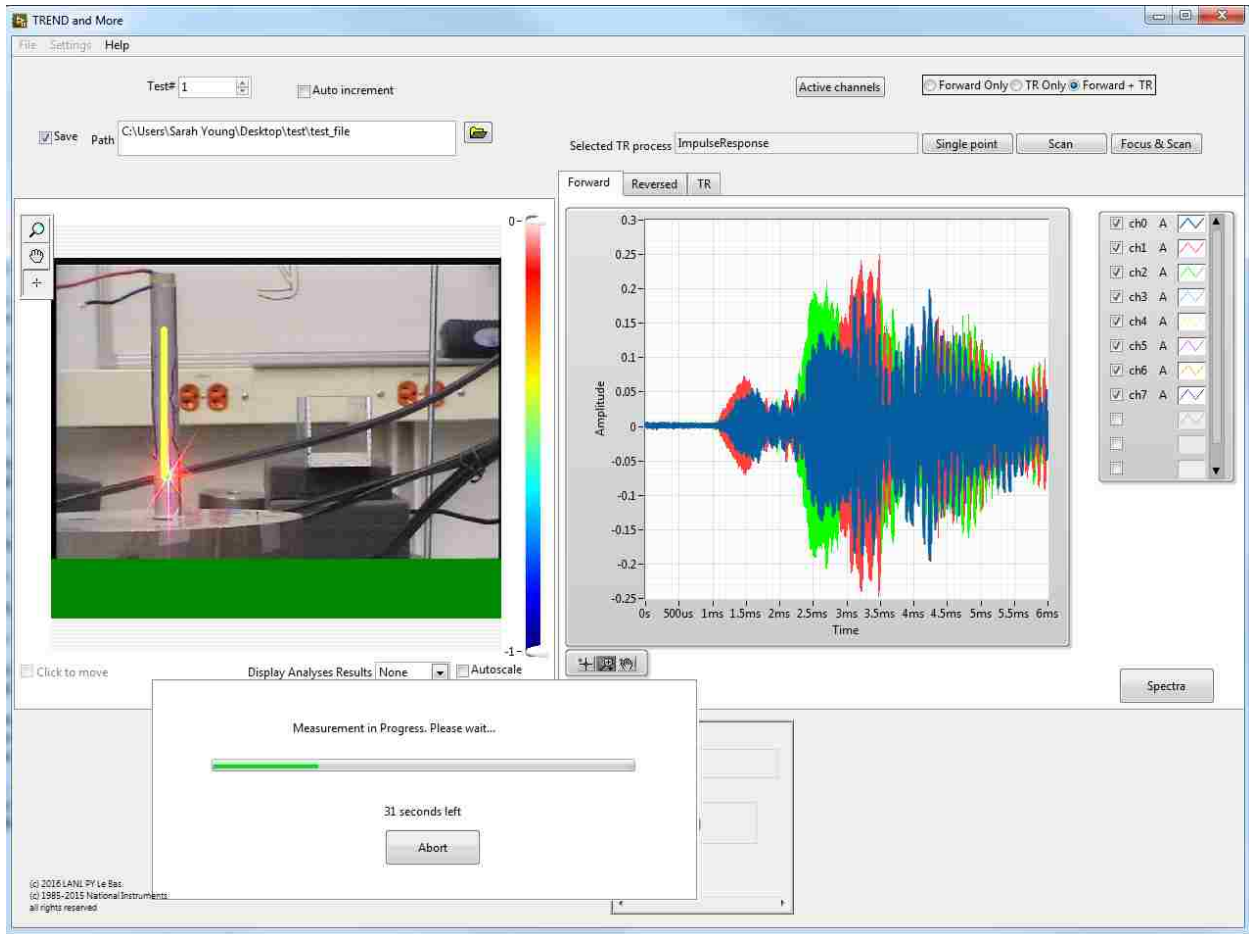 TREND and More
File Settings Help
Test# 1
Auto increment
Active channels
Forward Only TR Only Forward + TR
Save Path C:\Users\Sarah Young\Desktop\test\test_file
Selected TR process ImpulseResponse
Single point Scan Focus & Scan
Forward Reversed TR
0
-1
0.3
0.25
0.2
0.15
0.1
0.05
0
-0.05
-0.1
-0.15
-0.2
-0.25
Amplitude
0s 500us 1ms 1.5ms 2ms 2.5ms 3ms 3.5ms 4ms 4.5ms 5ms 5.5ms 6ms
Time
ch0 A
ch1 A
ch2 A
ch3 A
ch4 A
ch5 A
ch6 A
ch7 A
Click to move
Display Analyses Results None
Autoscale
Spectra
Measurement in Progress. Please wait...
31 seconds left
Abort
(c) 2016 LANL PY Le Bas
(c) 1985-2015 National Instruments.
all rights reserved